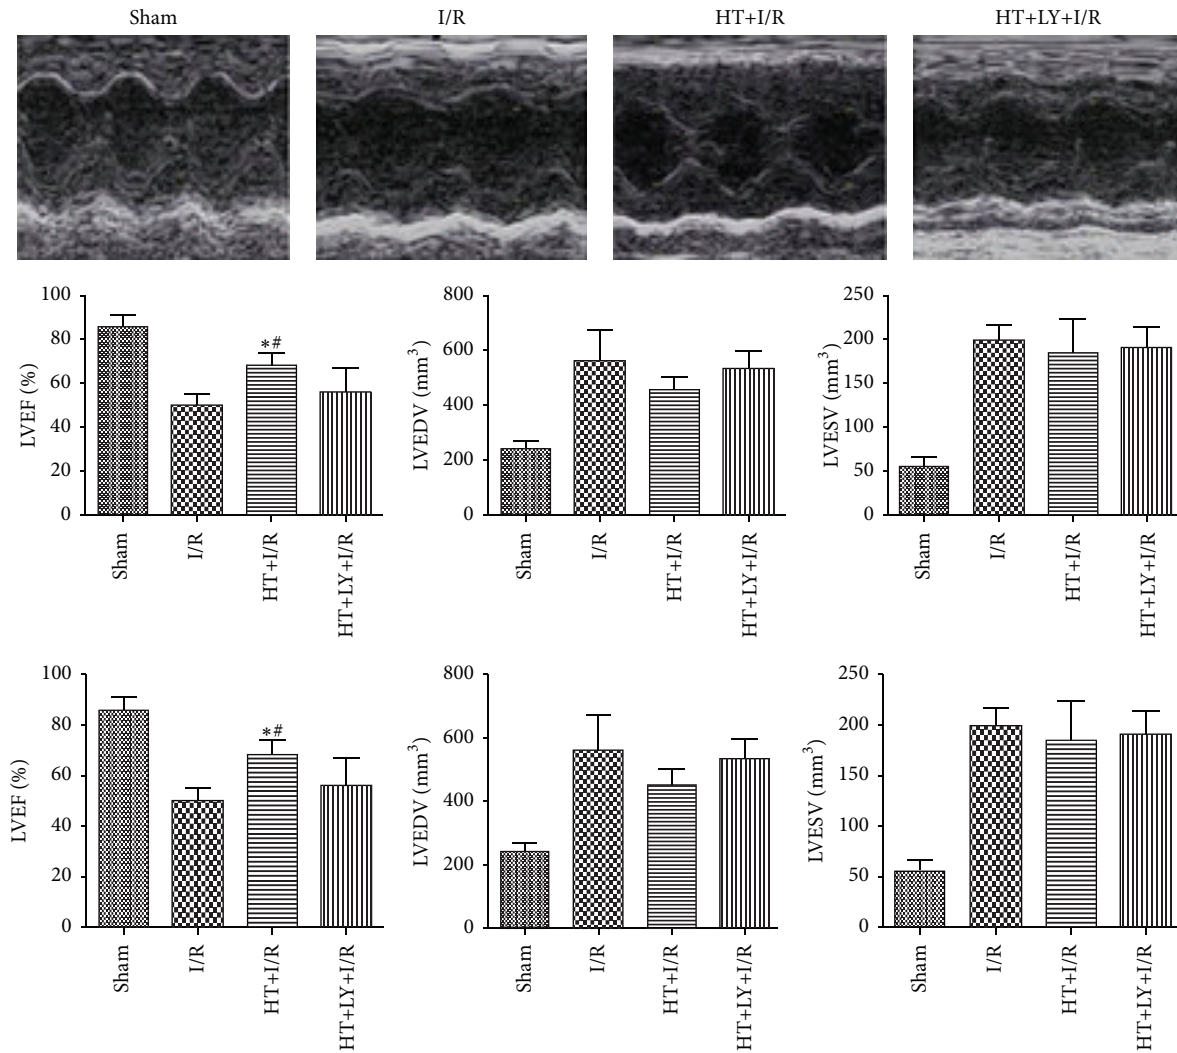 Sham I/R HT+I/R HT+LY+I/R
100
80
60
40
20
0
LVEF (%)
*#
Sham
I/R
HT+I/R
HT+LY+I/R
800
600
400
200
0
LVEDV (mm³)
Sham
I/R
HT+I/R
HT+LY+I/R
250
200
150
100
50
0
LVESV (mm³)
Sham
I/R
HT+I/R
HT+LY+I/R
100
80
60
40
20
0
LVEF (%)
*#
Sham
I/R
HT+I/R
HT+LY+I/R
800
600
400
200
0
LVEDV (mm³)
Sham
I/R
HT+I/R
HT+LY+I/R
250
200
150
100
50
0
LVESV (mm³)
Sham
I/R
HT+I/R
HT+LY+I/R